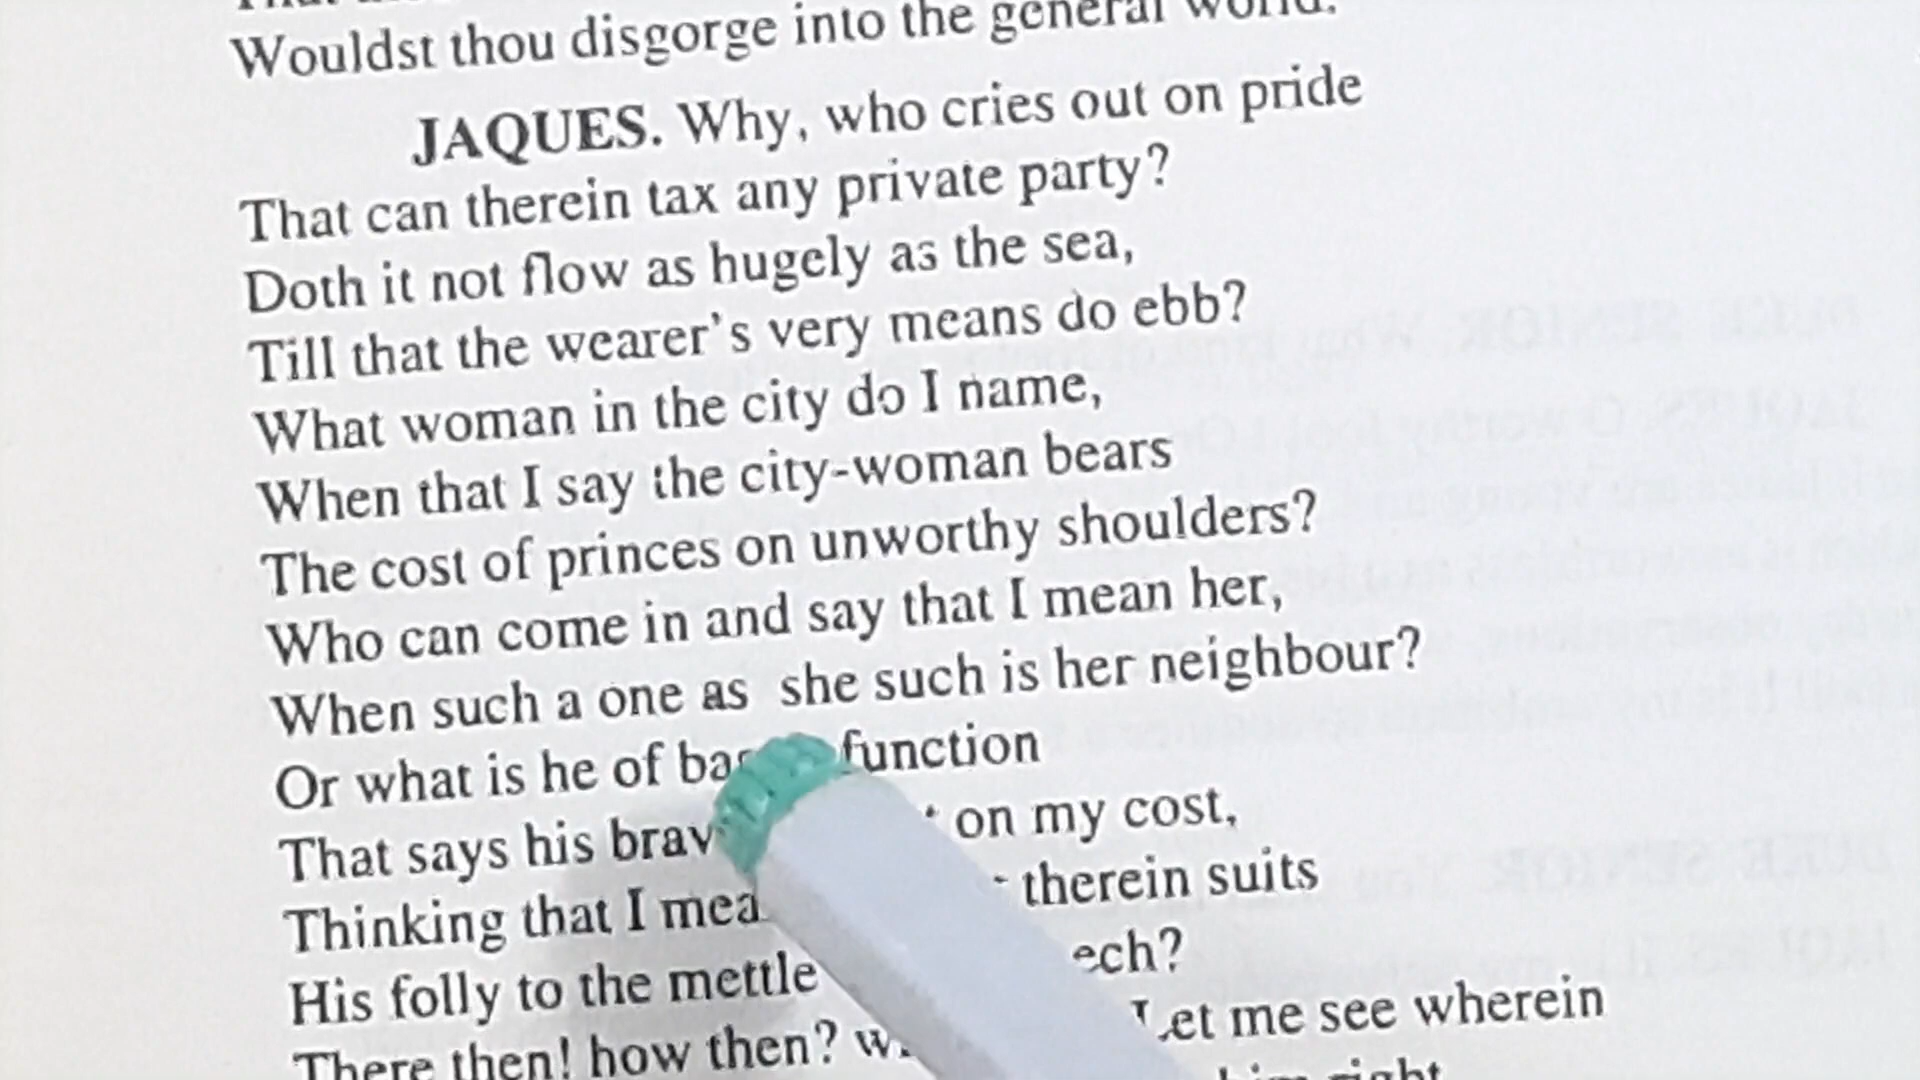 Wouldst thou disgorge into the general world.
JAQUES. Why, who cries out on pride
That can therein tax any private party?
Doth it not flow as hugely as the sea,
Till that the wearer's very means do ebb?
What woman in the city do I name,
When that I say the city-woman bears
The cost of princes on unworthy shoulders?
Who can come in and say that I mean her,
When such a one as she such is her neighbour?
Or what is he of function
That says his on my cost,
Thinking that I therein suits
His folly to the mettle
There then! how then? Let me see wherein
him right